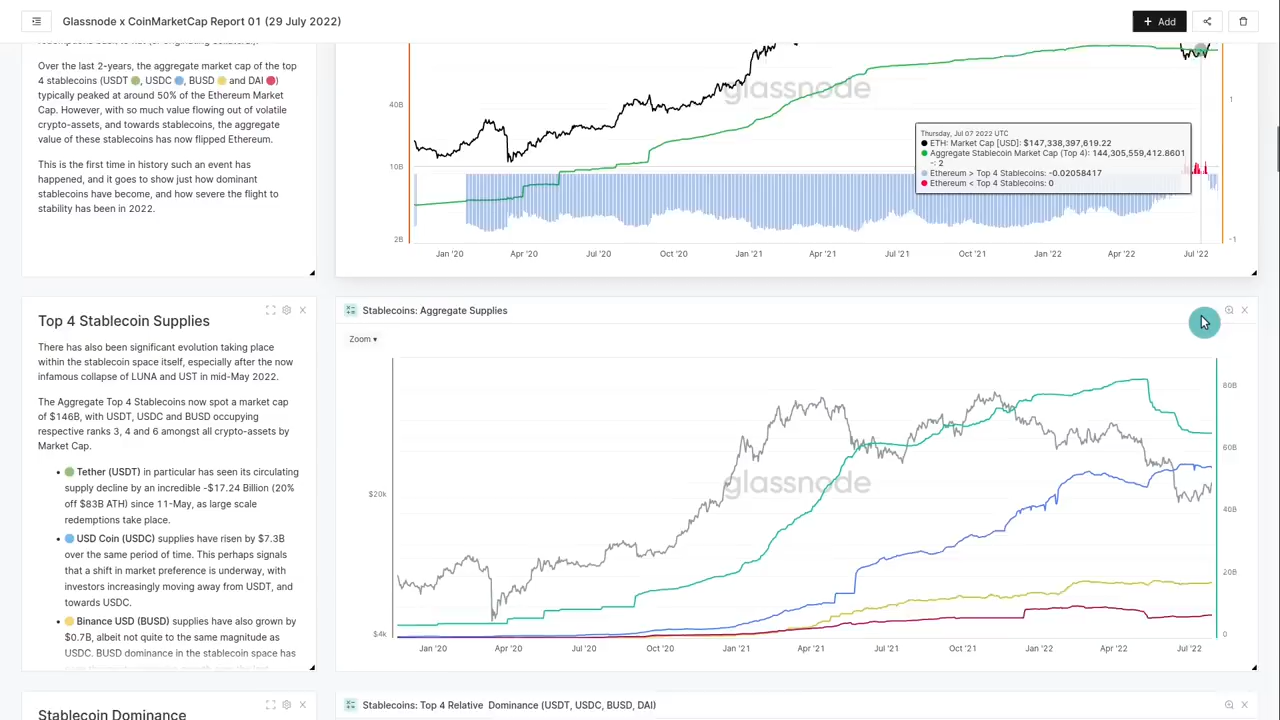 Glassnode x CoinMarketCap Report 01 (29 July 2022)
+ Add
Over the last 2-years, the aggregate market cap of the top
4 stablecoins (USDT , USDC , BUSD and DAI )
typically peaked at around 50% of the Ethereum Market
Cap. However, with so much value flowing out of volatile
crypto-assets, and towards stablecoins, the aggregate
value of these stablecoins has now flipped Ethereum.
This is the first time in history such an event has
happened, and it goes to show just how dominant
stablecoins have become, and how severe the flight to
stability has been in 2022.
glassnode
40B
10B
2B
1
-1
Thursday, Jul 07 2022 UTC
ETH: Market Cap [USD]: $147,338,397,619.22
Aggregate Stablecoin Market Cap (Top 4): 144,305,559,412.8601
-: 2
Ethereum > Top 4 Stablecoins: -0.02058417
Ethereum < Top 4 Stablecoins: 0
Jan '20 Apr '20 Jul '20 Oct '20 Jan '21 Apr '21 Jul '21 Oct '21 Jan '22 Apr '22 Jul '22
Top 4 Stablecoin Supplies
There has also been significant evolution taking place
within the stablecoin space itself, especially after the now
infamous collapse of LUNA and UST in mid-May 2022.
The Aggregate Top 4 Stablecoins now spot a market cap
of $146B, with USDT, USDC and BUSD occupying
respective ranks 3, 4 and 6 amongst all crypto-assets by
Market Cap.
• Tether (USDT) in particular has seen its circulating
supply decline by an incredible -$17.24 Billion (20%
off $83B ATH) since 11-May, as large scale
redemptions take place.
• USD Coin (USDC) supplies have risen by $7.3B
over the same period of time. This perhaps signals
that a shift in market preference is underway, with
investors increasingly moving away from USDT, and
towards USDC.
• Binance USD (BUSD) supplies have also grown by
$0.7B, albeit not quite to the same magnitude as
USDC. BUSD dominance in the stablecoin space has
Stablecoins: Aggregate Supplies
Zoom ▾
glassnode
$20k
$4k
80B
60B
40B
20B
0
Jan '20 Apr '20 Jul '20 Oct '20 Jan '21 Apr '21 Jul '21 Oct '21 Jan '22 Apr '22 Jul '22
Stablecoin Dominance
Stablecoins: Top 4 Relative Dominance (USDT, USDC, BUSD, DAI)